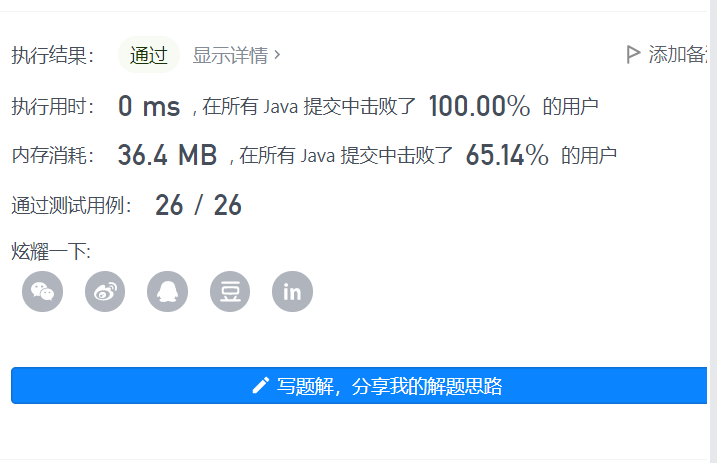 执行结果： 通过 显示详情 ›
执行用时： 0 ms , 在所有 Java 提交中击败了 100.00% 的用户
内存消耗： 36.4 MB , 在所有 Java 提交中击败了 65.14% 的用户
通过测试用例： 26 / 26
炫耀一下:
豆 in
写题解，分享我的解题思路
添加备